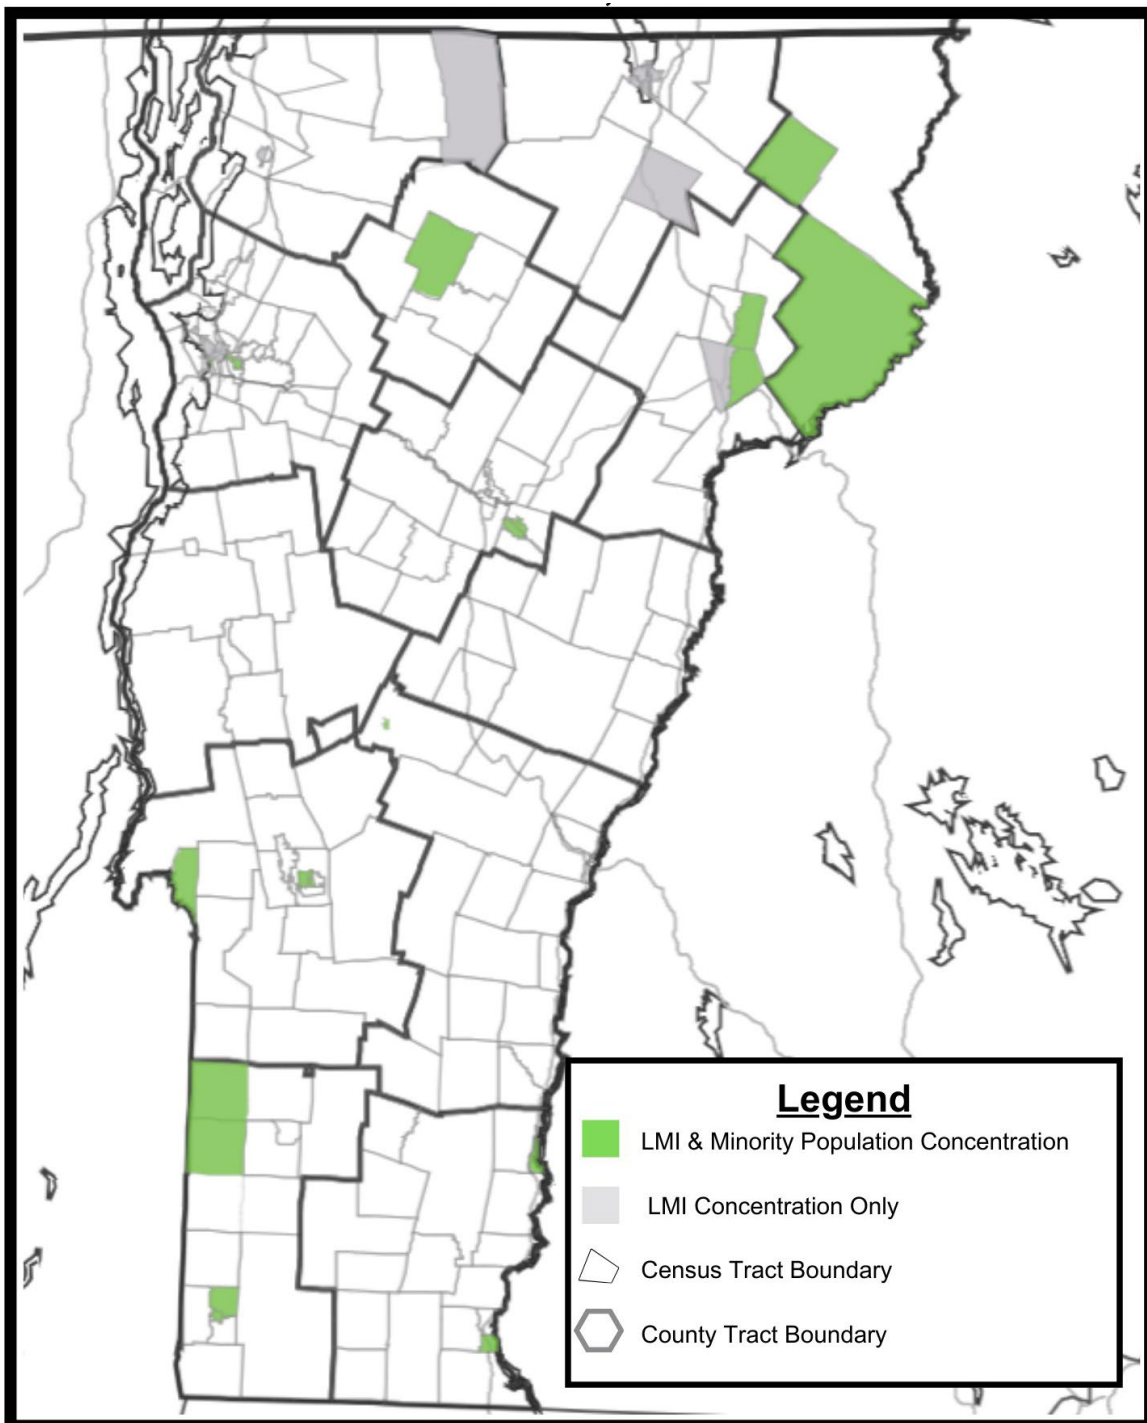 Legend
LMI & Minority Population Concentration
LMI Concentration Only
Census Tract Boundary
County Tract Boundary